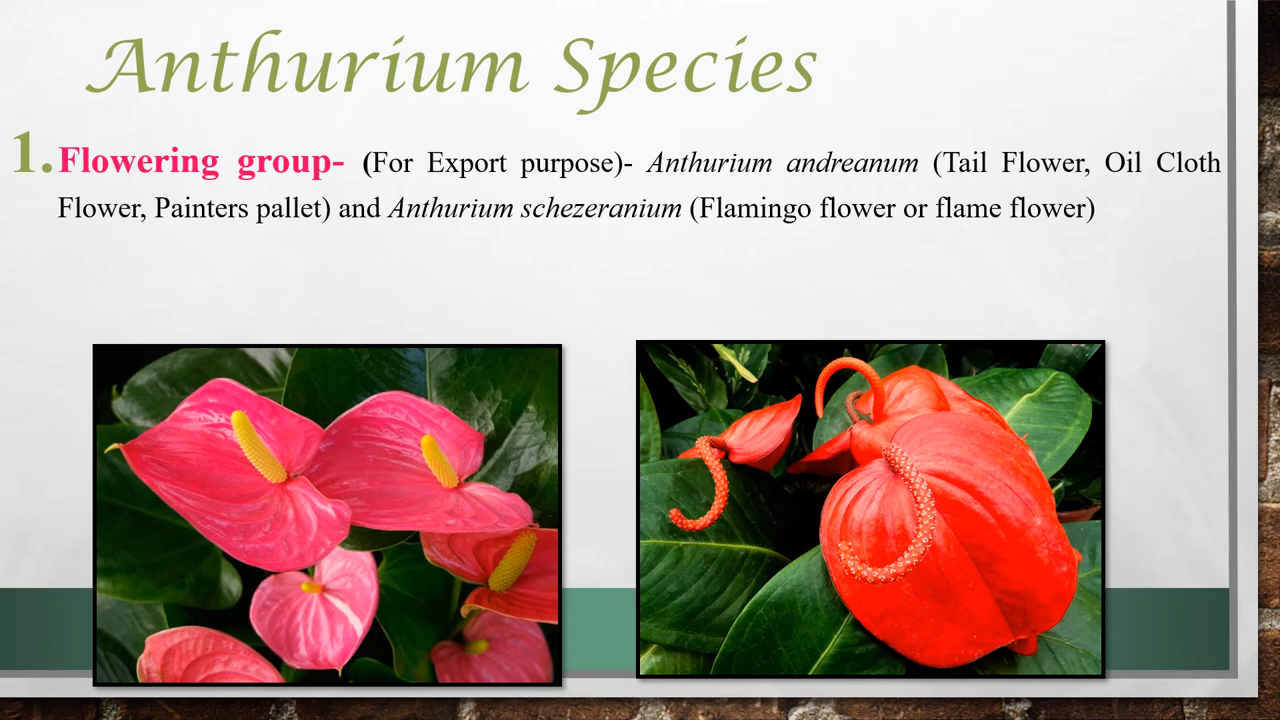 Anthurium Species
1. Flowering group- (For Export purpose)- Anthurium andreanum (Tail Flower, Oil Cloth
Flower, Painters pallet) and Anthurium schezeranium (Flamingo flower or flame flower)